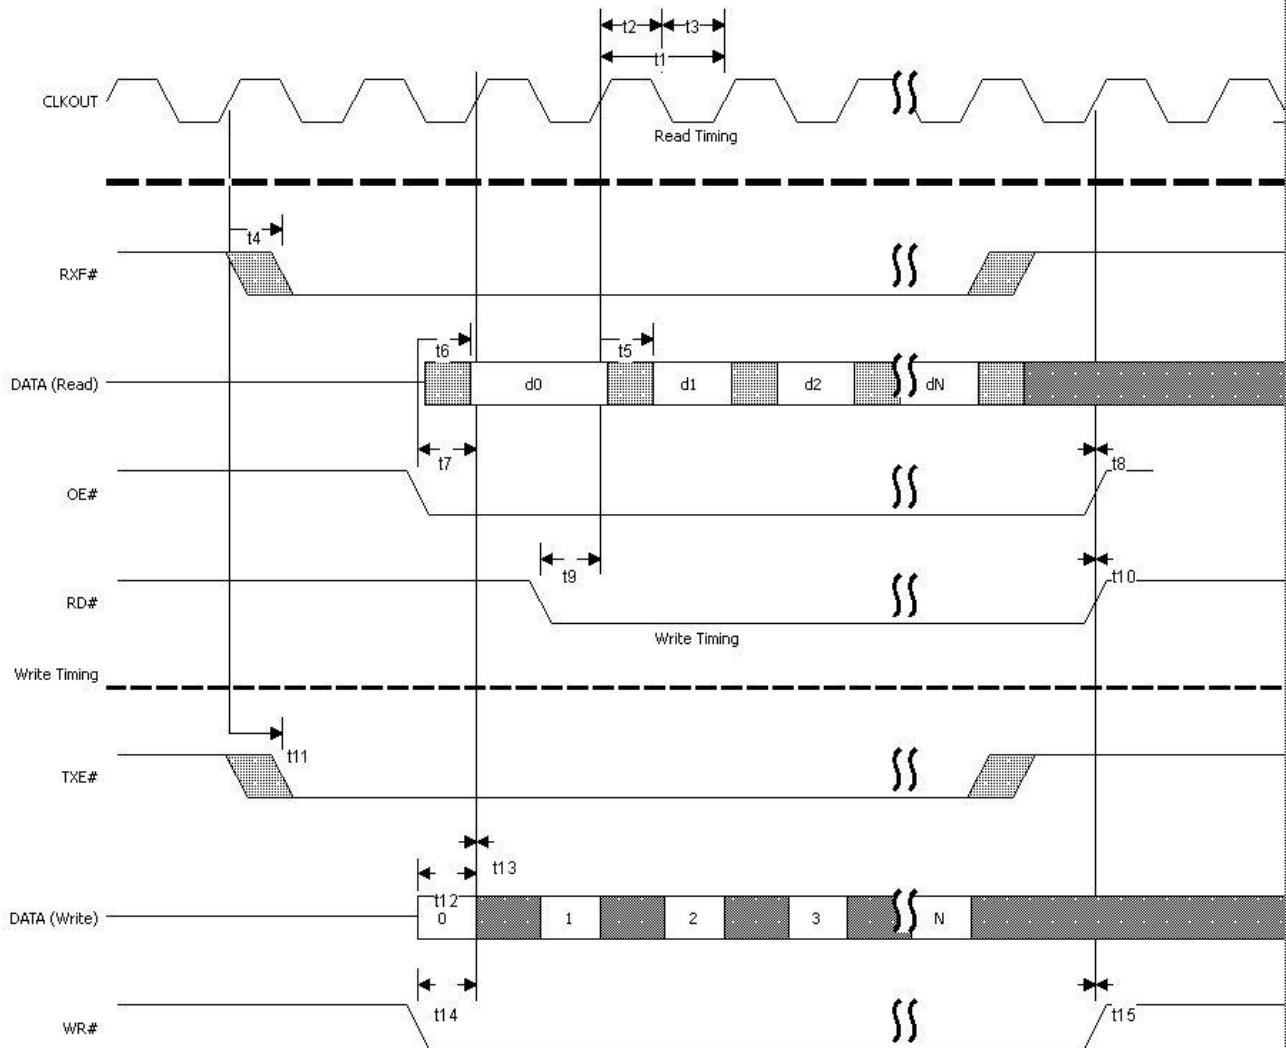 t2 t3
t1
CLKOUT
Read Timing
t4
RXF#
t6 t5
DATA (Read) d0 d1 d2 dN
t7 t8
OE#
t9 t10
RD#
Write Timing
Write Timing
t11
TXE#
t13
t12
DATA (Write) 0 1 2 3 N
t14 t15
WR#